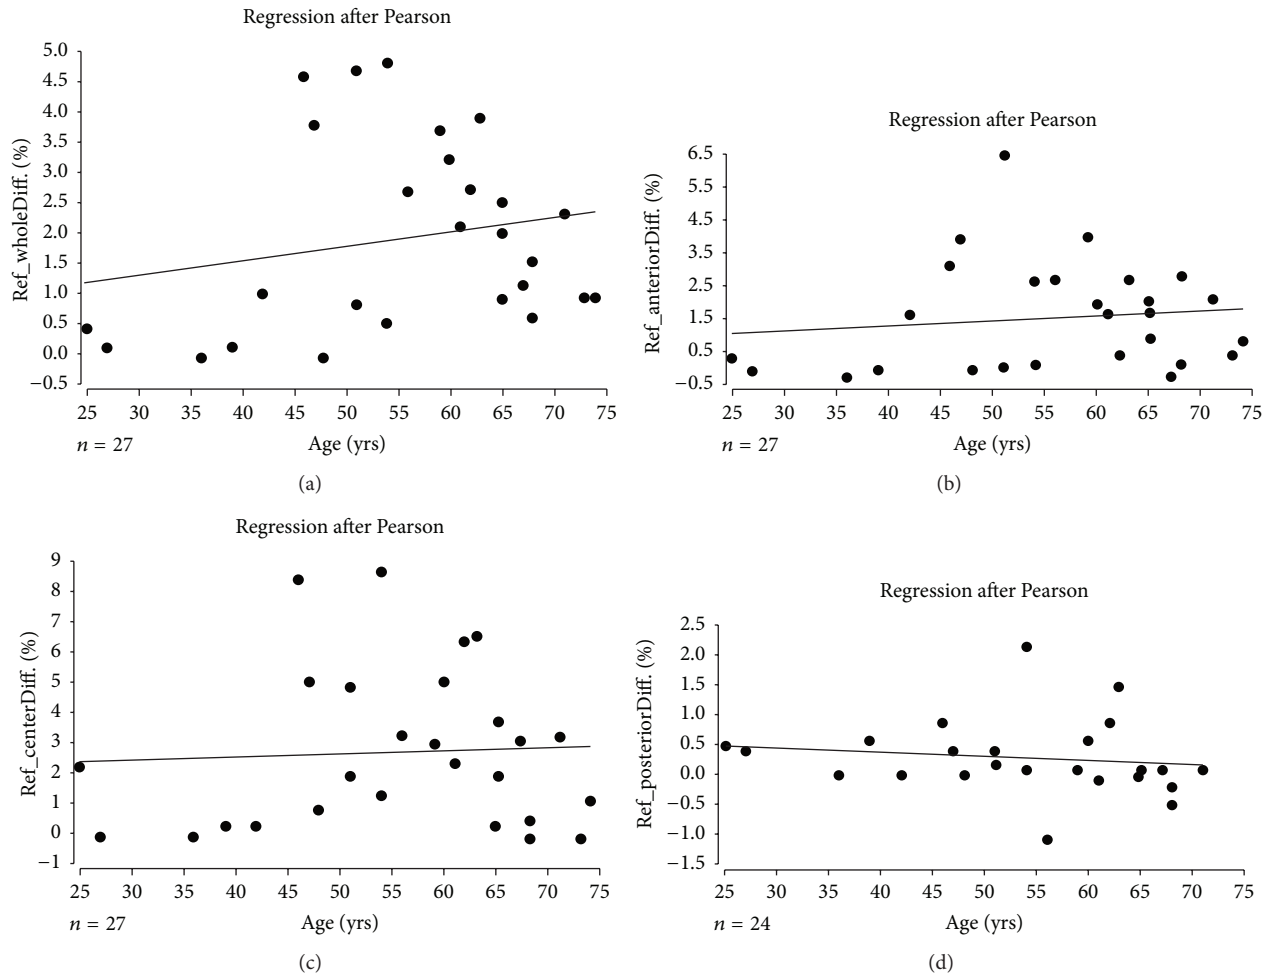 Regression after Pearson
5.0
4.5
4.0
3.5
3.0
2.5
2.0
1.5
1.0
0.5
0.0
−0.5
Ref_wholeDiff. (%)
25 30 35 40 45 50 55 60 65 70 75
n = 27 Age (yrs)
(a)
Regression after Pearson
6.5
5.5
4.5
3.5
2.5
1.5
0.5
−0.5
Ref_anteriorDiff. (%)
25 30 35 40 45 50 55 60 65 70 75
n = 27 Age (yrs)
(b)
Regression after Pearson
9
8
7
6
5
4
3
2
1
0
−1
Ref_centerDiff. (%)
25 30 35 40 45 50 55 60 65 70 75
n = 27 Age (yrs)
(c)
Regression after Pearson
2.5
2.0
1.5
1.0
0.5
0.0
−0.5
−1.0
−1.5
Ref_posteriorDiff. (%)
25 30 35 40 45 50 55 60 65 70 75
n = 24 Age (yrs)
(d)